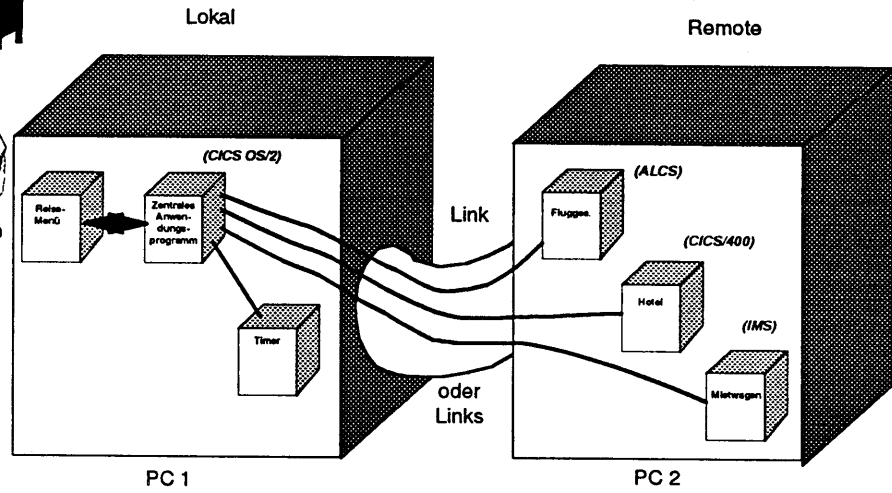 Lokal
Remote
(CICS OS/2)
(ALCS)
Reise-
Menü
Zentrales
Anwen-
dungs-
programm
Link
Flugges.
(CICS/400)
Hotel
Timer
(IMS)
Mietwagen
oder
Links
PC 1
PC 2